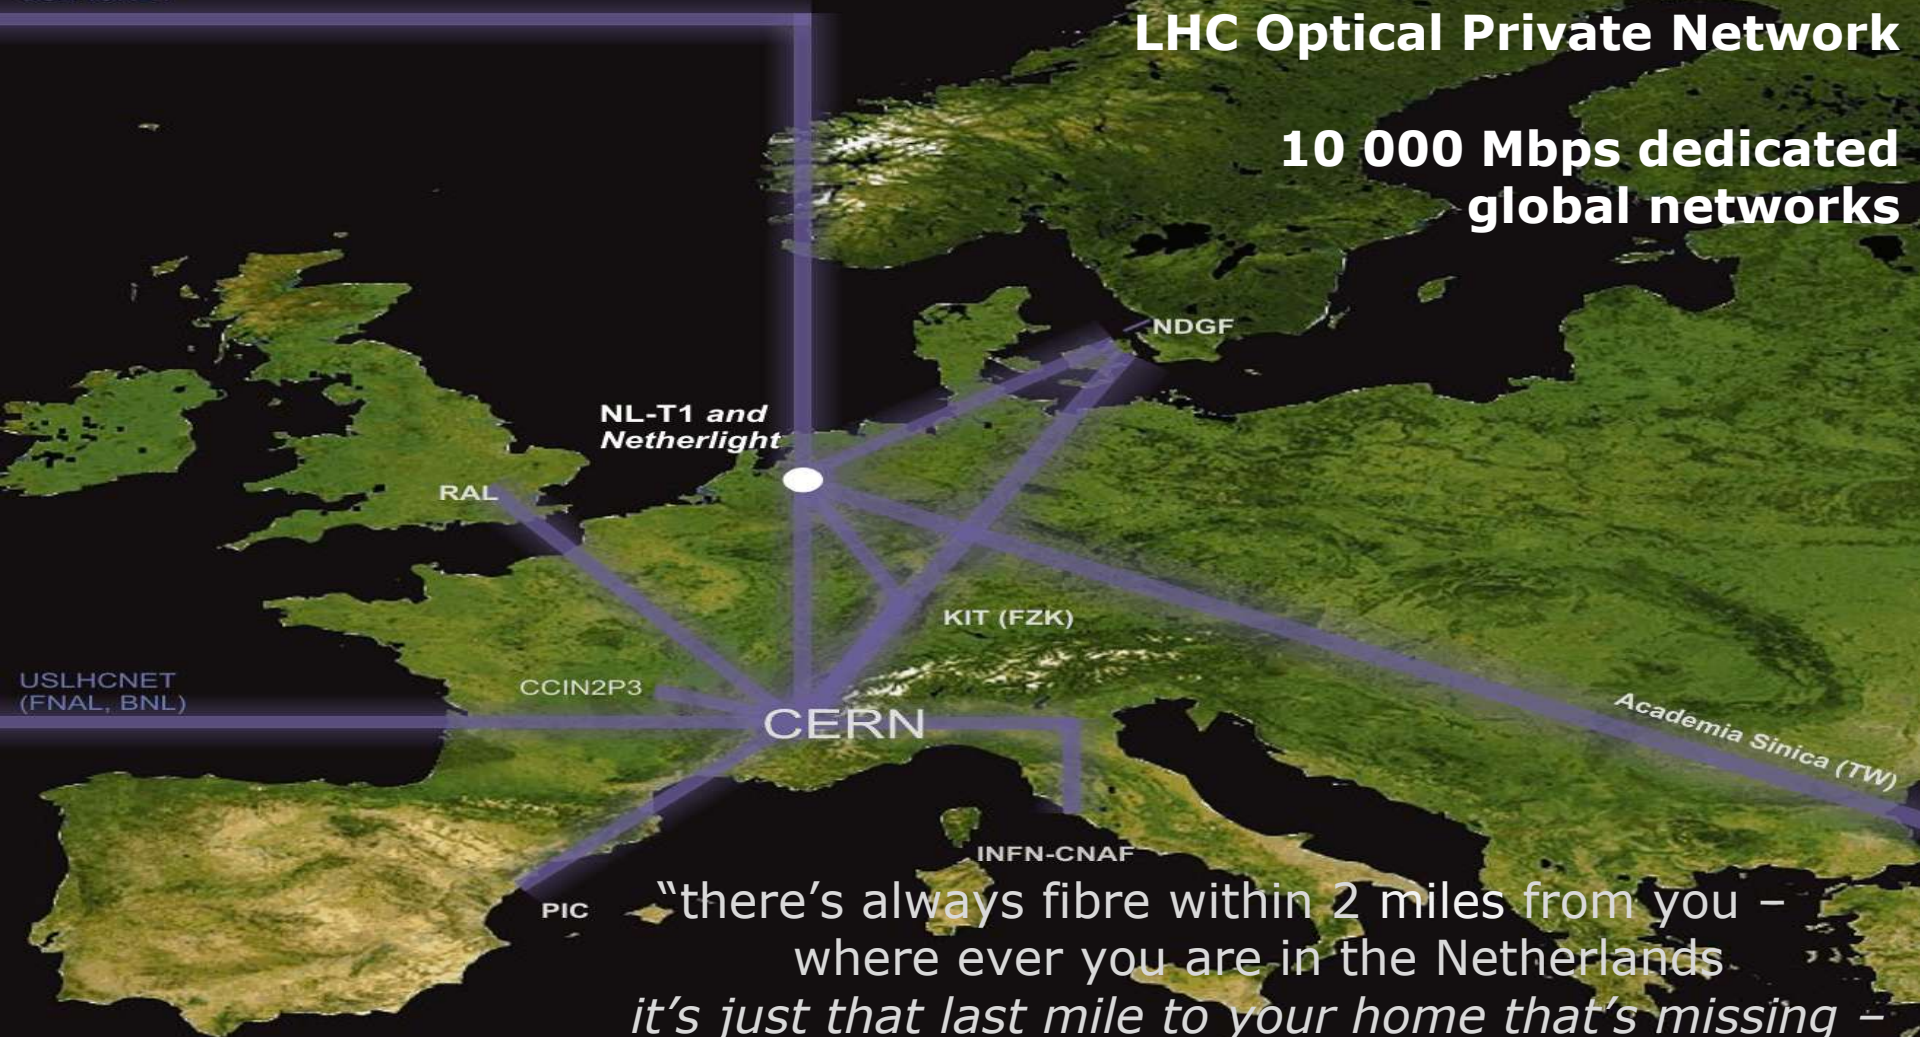 LHC Optical Private Network
10 000 Mbps dedicated
global networks
NDGF
NL-T1 and
Netherlight
RAL
KIT (FZK)
USLHCNET
(FNAL, BNL)
CCIN2P3
CERN
Academia Sinica (TW)
INFN-CNAF
PIC
“there’s always fibre within 2 miles from you –
where ever you are in the Netherlands
it’s just that last mile to your home that’s missing –